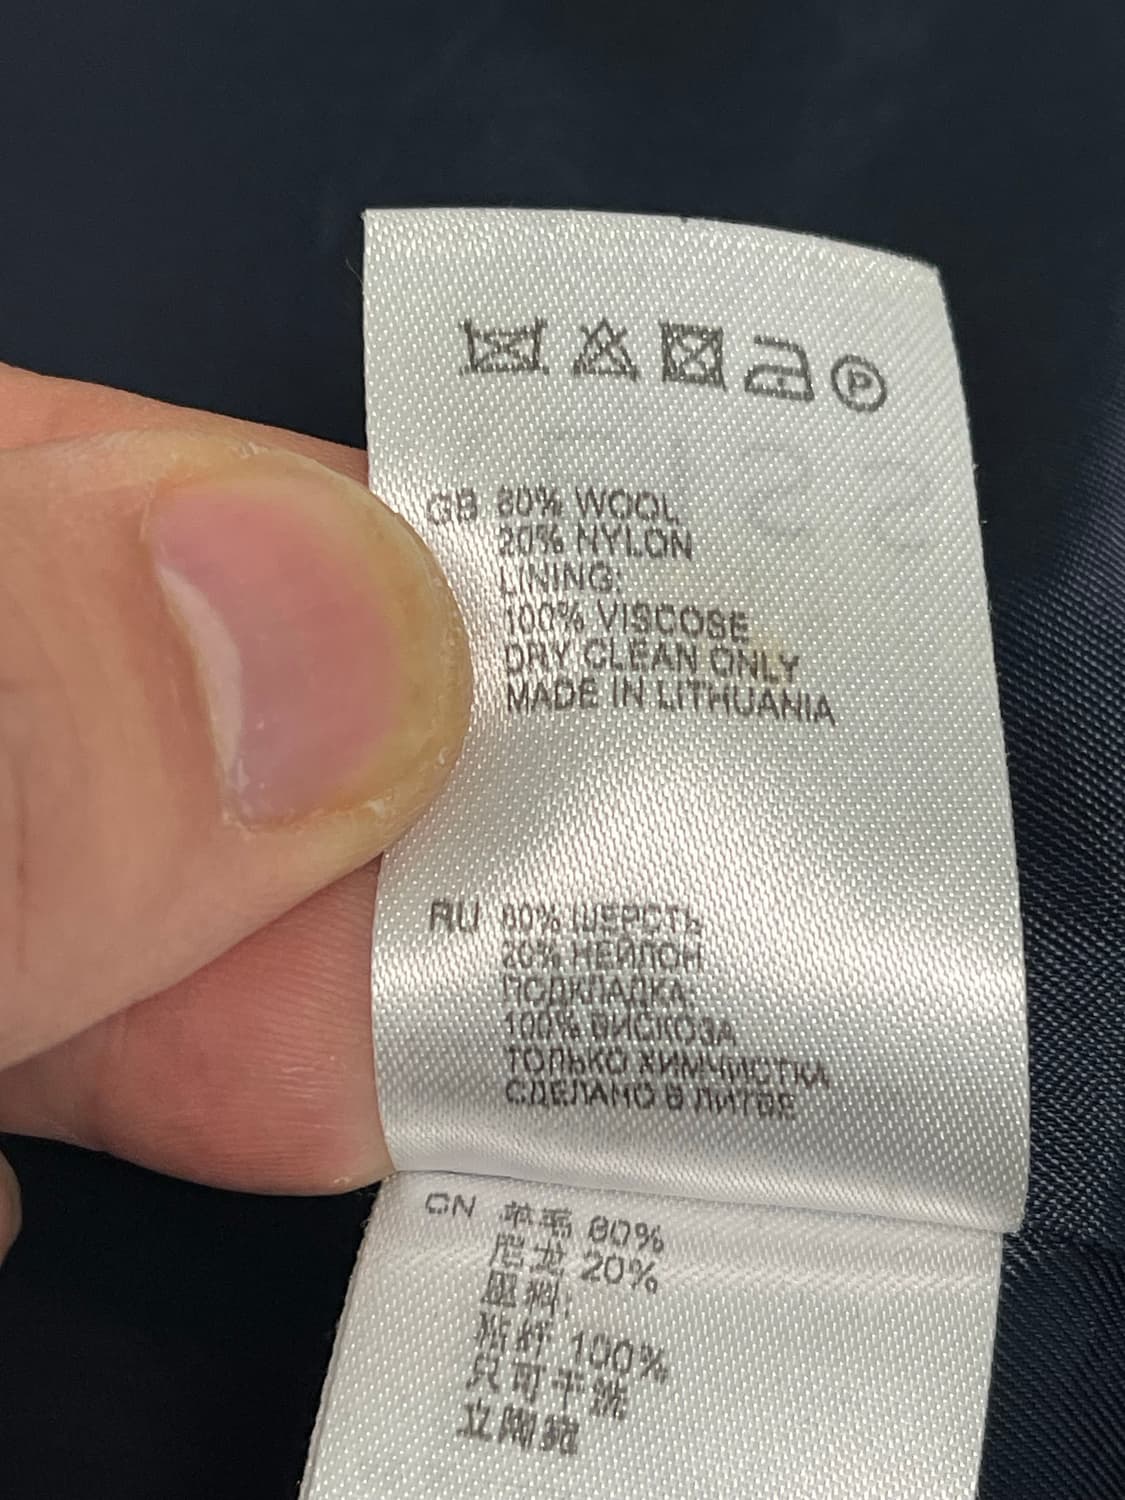 P
GB 80% WOOL
20% NYLON
LINING:
100% VISCOSE
DRY CLEAN ONLY
MADE IN LITHUANIA
RU 80% ШЕРСТЬ
20% НЕЙЛОН
ПОДКЛАДКА:
100% ВИСКОЗА
ТОЛЬКО ХИМЧИСТКА
СДЕЛАНО В ЛИТВЕ
CN 羊毛 80%
尼龙 20%
里料:
粘纤 100%
只可干洗
立陶宛